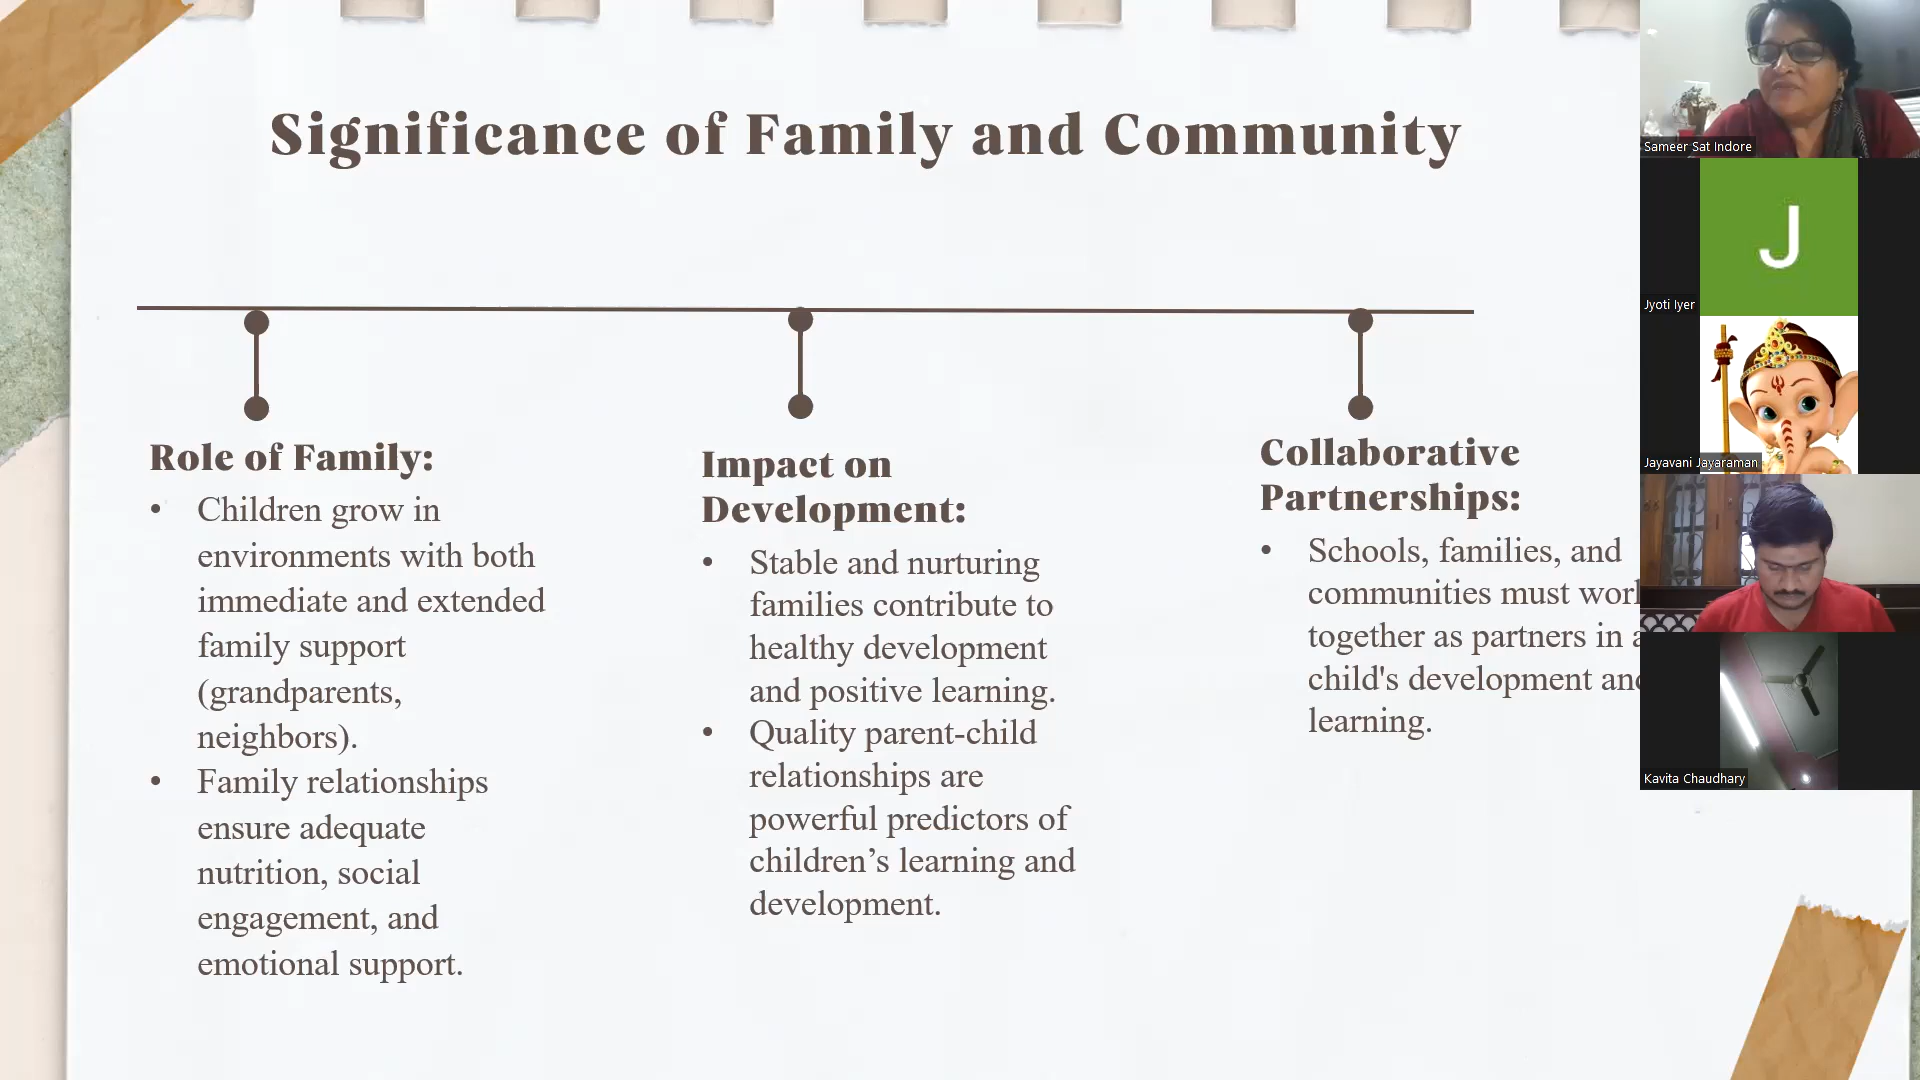 Significance of Family and Community
Role of Family:
• Children grow in
environments with both
immediate and extended
family support
(grandparents,
neighbors).
• Family relationships
ensure adequate
nutrition, social
engagement, and
emotional support.
Impact on
Development:
• Stable and nurturing
families contribute to
healthy development
and positive learning.
• Quality parent-child
relationships are
powerful predictors of
children’s learning and
development.
Collaborative
Partnerships:
• Schools, families, and
communities must work
together as partners in a
child's development and
learning.
Sameer Sat Indore
J
Jyoti Iyer
Jayavani Jayaraman
Kavita Chaudhary